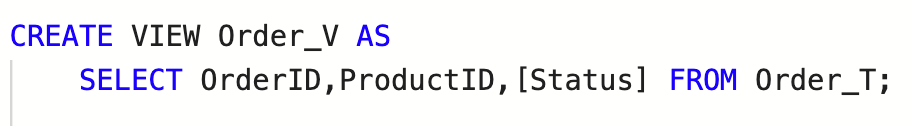 CREATE VIEW Order_V AS
SELECT OrderID,ProductID,[Status] FROM Order_T;